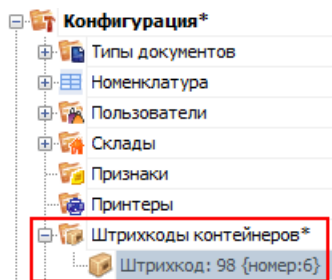 Конфигурация*
Типы документов
Номенклатура
Пользователи
Склады
Признаки
Принтеры
Штрихкоды контейнеров*
Штрихкод: 98 {номер:6}